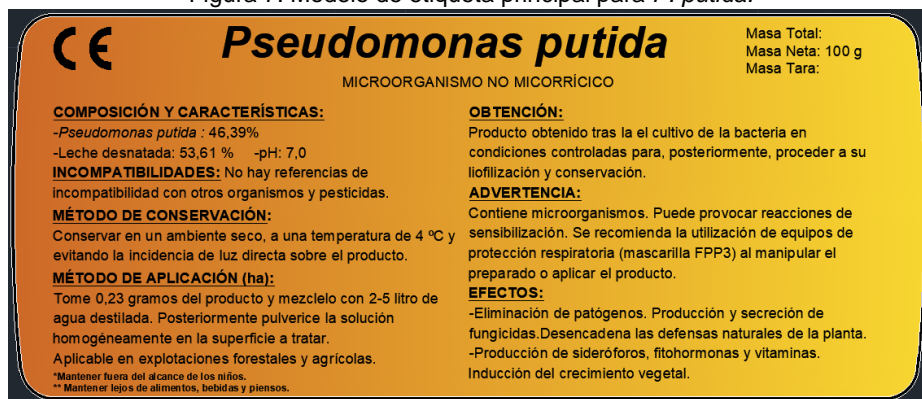 Figura 7. Modelo de etiqueta principal para P. putida.
CE
Pseudomonas putida
MICROORGANISMO NO MICORRÍCICO
Masa Total:
Masa Neta: 100 g
Masa Tara:
COMPOSICIÓN Y CARACTERÍSTICAS:
-Pseudomonas putida : 46,39%
-Leche desnatada: 53,61 % -pH: 7,0
INCOMPATIBILIDADES: No hay referencias de
incompatibilidad con otros organismos y pesticidas.
MÉTODO DE CONSERVACIÓN:
Conservar en un ambiente seco, a una temperatura de 4 ºC y
evitando la incidencia de luz directa sobre el producto.
MÉTODO DE APLICACIÓN (ha):
Tome 0,23 gramos del producto y mezclelo con 2-5 litro de
agua destilada. Posteriormente pulverice la solución
homogéneamente en la superficie a tratar.
Aplicable en explotaciones forestales y agrícolas.
*Mantener fuera del alcance de los niños.
** Mantener lejos de alimentos, bebidas y piensos.
OBTENCIÓN:
Producto obtenido tras la el cultivo de la bacteria en
condiciones controladas para, posteriormente, proceder a su
liofilización y conservación.
ADVERTENCIA:
Contiene microorganismos. Puede provocar reacciones de
sensibilización. Se recomienda la utilización de equipos de
protección respiratoria (mascarilla FPP3) al manipular el
preparado o aplicar el producto.
EFECTOS:
-Eliminación de patógenos. Producción y secreción de
fungicidas.Desencadena las defensas naturales de la planta.
-Producción de sideróforos, fitohormonas y vitaminas.
Inducción del crecimiento vegetal.